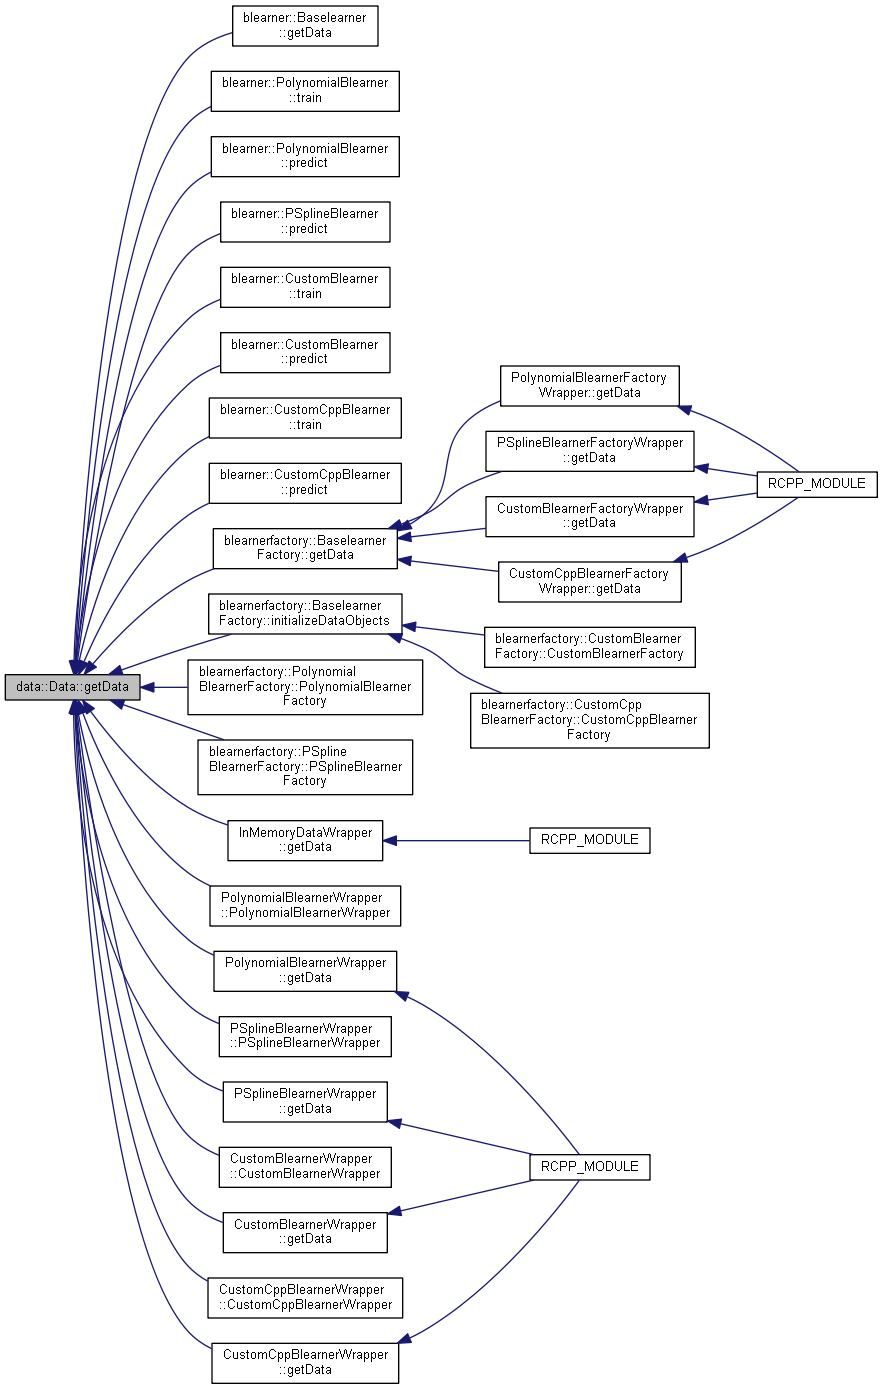 blearner::Baselearner
::getData
blearner::PolynomialBlearner
::train
blearner::PolynomialBlearner
::predict
blearner::PSplineBlearner
::predict
blearner::CustomBlearner
::train
blearner::CustomBlearner
::predict
blearner::CustomCppBlearner
::train
blearner::CustomCppBlearner
::predict
blearnerfactory::Baselearner
Factory::getData
PolynomialBlearnerFactory
Wrapper::getData
PSplineBlearnerFactoryWrapper
::getData
CustomBlearnerFactoryWrapper
::getData
CustomCppBlearnerFactory
Wrapper::getData
RCPP_MODULE
blearnerfactory::Baselearner
Factory::initializeDataObjects
blearnerfactory::CustomBlearner
Factory::CustomBlearnerFactory
blearnerfactory::CustomCpp
BlearnerFactory::CustomCppBlearner
Factory
data::Data::getData
blearnerfactory::Polynomial
BlearnerFactory::PolynomialBlearner
Factory
blearnerfactory::PSpline
BlearnerFactory::PSplineBlearner
Factory
InMemoryDataWrapper
::getData
RCPP_MODULE
PolynomialBlearnerWrapper
::PolynomialBlearnerWrapper
PolynomialBlearnerWrapper
::getData
PSplineBlearnerWrapper
::PSplineBlearnerWrapper
PSplineBlearnerWrapper
::getData
CustomBlearnerWrapper
::CustomBlearnerWrapper
RCPP_MODULE
CustomBlearnerWrapper
::getData
CustomCppBlearnerWrapper
::CustomCppBlearnerWrapper
CustomCppBlearnerWrapper
::getData